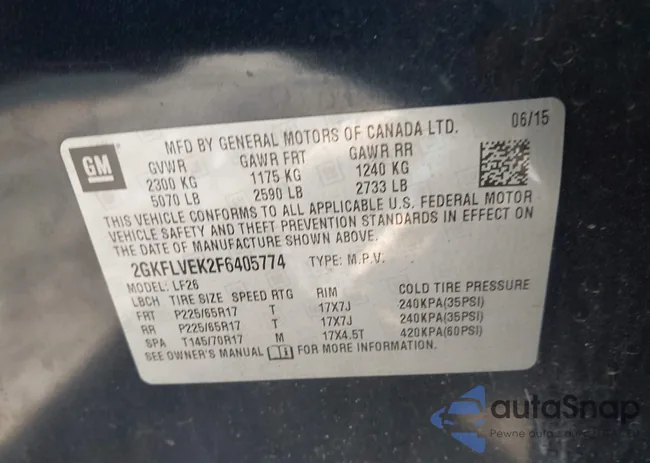 GM
MFD BY GENERAL MOTORS OF CANADA LTD. 06/15
GVWR GAWR FRT GAWR RR
2300 KG 1175 KG 1240 KG
5070 LB 2590 LB 2733 LB
THIS VEHICLE CONFORMS TO ALL APPLICABLE U.S. FEDERAL MOTOR
VEHICLE SAFETY AND THEFT PREVENTION STANDARDS IN EFFECT ON
THE DATE OF MANUFACTURE SHOWN ABOVE.
2GKFLVEK2F6405774 TYPE: M.P.V.
MODEL: LF26
LBCH TIRE SIZE SPEED RTG RIM COLD TIRE PRESSURE
FRT P225/65R17 T 17X7J 240KPA(35PSI)
RR P225/65R17 T 17X7J 240KPA(35PSI)
SPA T145/70R17 M 17X4.5T 420KPA(60PSI)
SEE OWNER'S MANUAL FOR MORE INFORMATION.
autoSnap
Pewne auto z